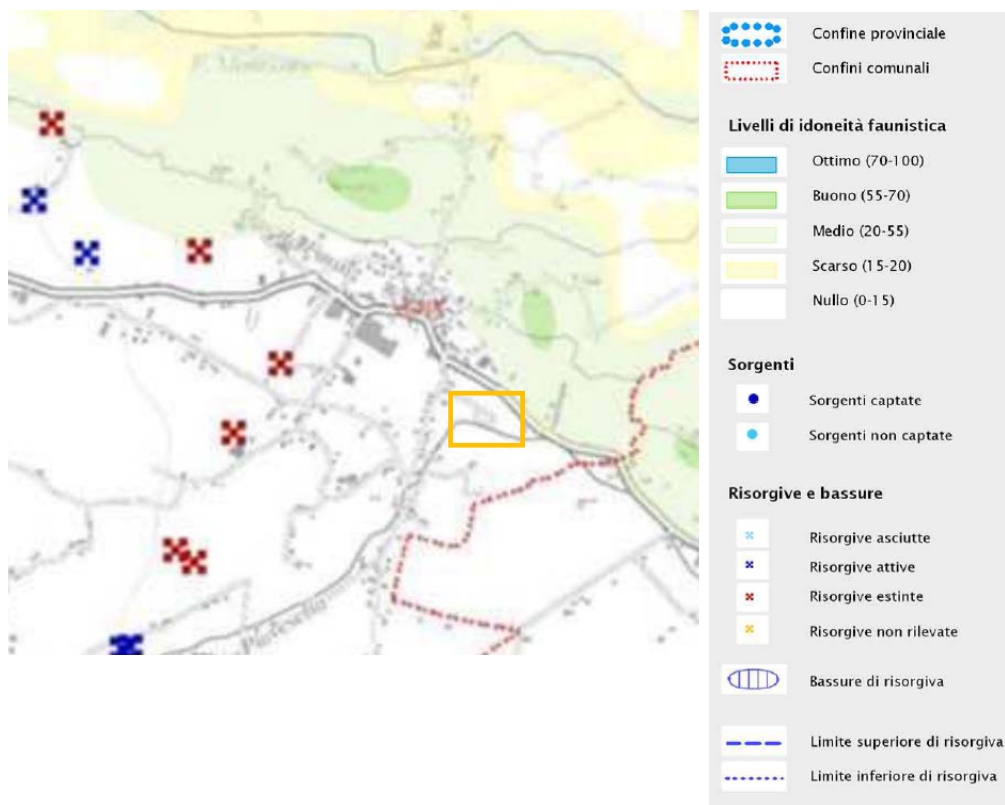 Confine provinciale
Confini comunali
Livelli di idoneità faunistica
Ottimo (70-100)
Buono (55-70)
Medio (20-55)
Scarso (15-20)
Nullo (0-15)
Sorgenti
Sorgenti captate
Sorgenti non captate
Risorgive e bassure
Risorgive asciutte
Risorgive attive
Risorgive estinte
Risorgive non rilevate
Bassure di risorgiva
Limite superiore di risorgiva
Limite inferiore di risorgiva